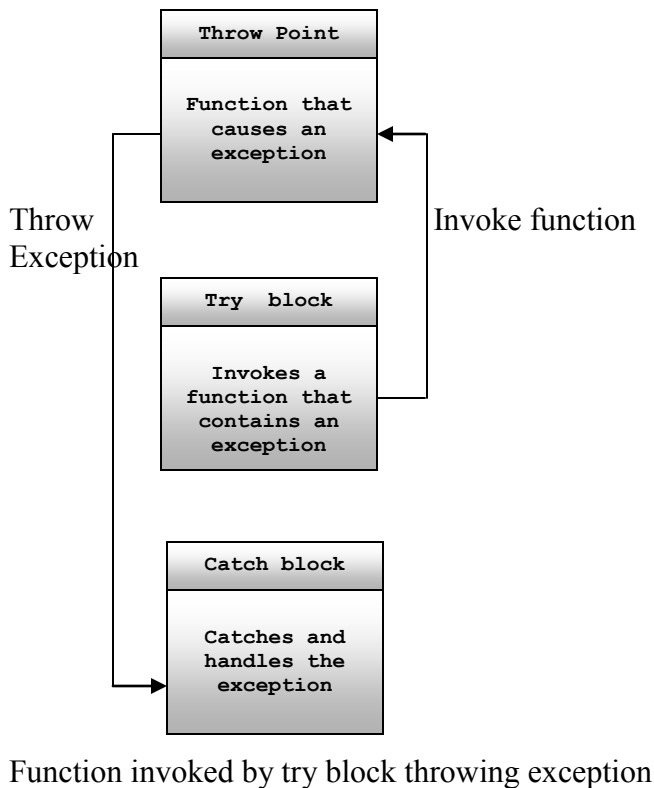 Throw Point
Function that
causes an
exception
Throw
Exception
Invoke function
Try block
Invokes a
function that
contains an
exception
Catch block
Catches and
handles the
exception
Function invoked by try block throwing exception